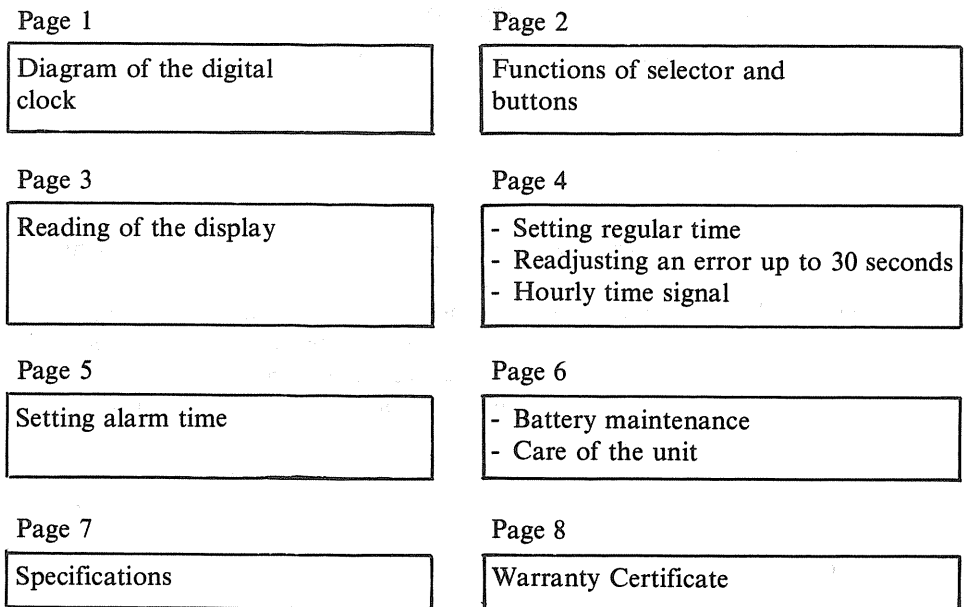 Page 1
Diagram of the digital
clock
Page 2
Functions of selector and
buttons
Page 3
Reading of the display
Page 4
- Setting regular time
- Readjusting an error up to 30 seconds
- Hourly time signal
Page 5
Setting alarm time
Page 6
- Battery maintenance
- Care of the unit
Page 7
Specifications
Page 8
Warranty Certificate